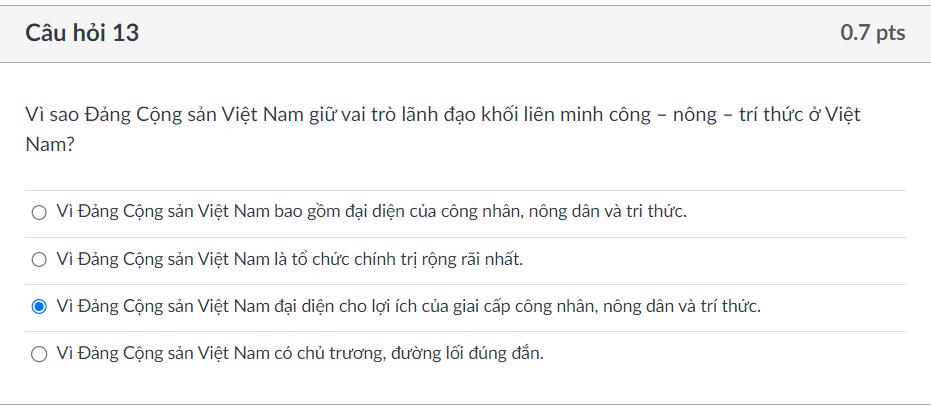 Câu hỏi 13
0.7 pts
Vì sao Đảng Cộng sản Việt Nam giữ vai trò lãnh đạo khối liên minh công – nông – trí thức ở Việt
Nam?
Vì Đảng Cộng sản Việt Nam bao gồm đại diện của công nhân, nông dân và tri thức.
Vì Đảng Cộng sản Việt Nam là tổ chức chính trị rộng rãi nhất.
Vì Đảng Cộng sản Việt Nam đại diện cho lợi ích của giai cấp công nhân, nông dân và trí thức.
Vì Đảng Cộng sản Việt Nam có chủ trương, đường lối đúng đắn.